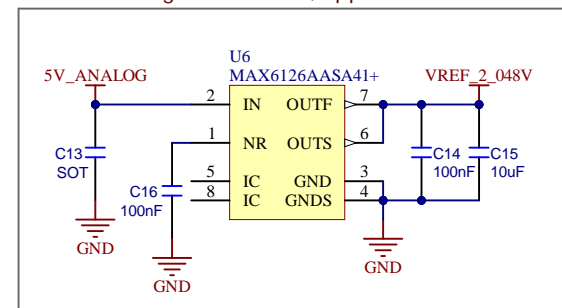 U6
5V_ANALOG
MAX6126AASA41+
VREF_2_048V
2 IN OUTF 7
1 NR OUTS 6
C13
SOT
C14
100nF
C15
10uF
5 IC GND 3
8 IC GNDS 4
C16
100nF
GND
GND
GND